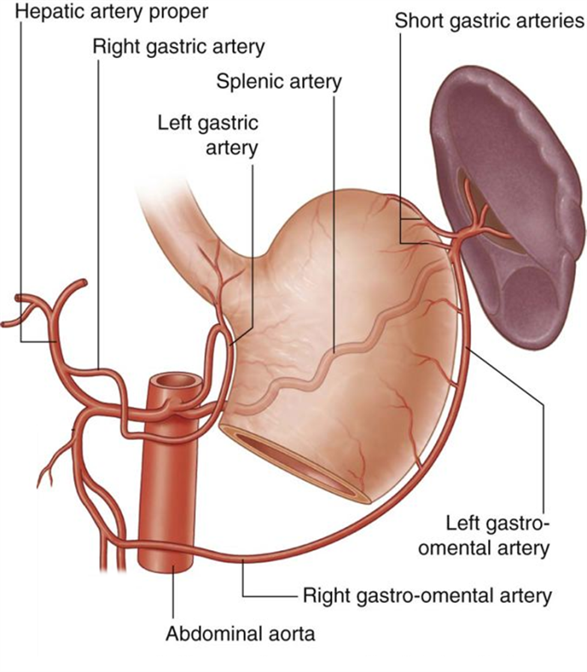 Hepatic artery proper
Short gastric arteries
Right gastric artery
Splenic artery
Left gastric
artery
Left gastro-
omental artery
Right gastro-omental artery
Abdominal aorta